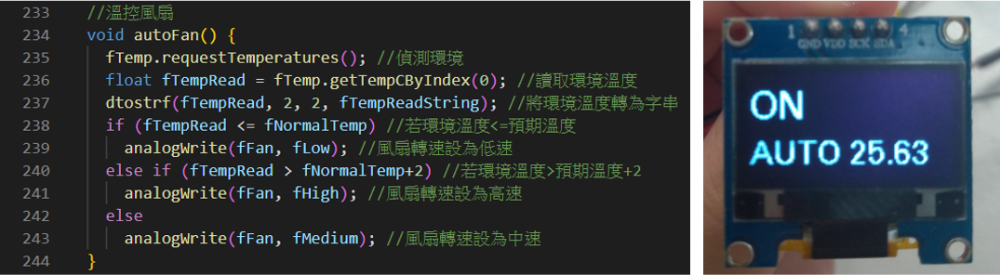 233 //溫控風扇
234 void autoFan() {
235 fTemp.requestTemperatures(); //偵測環境
236 float fTempRead = fTemp.getTempCByIndex(0); //讀取環境溫度
237 dtostrf(fTempRead, 2, 2, fTempReadString); //將環境溫度轉為字串
238 if (fTempRead <= fNormalTemp) //若環境溫度<=預期溫度
239 analogWrite(fFan, fLow); //風扇轉速設為低速
240 else if (fTempRead > fNormalTemp+2) //若環境溫度>預期溫度+2
241 analogWrite(fFan, fHigh); //風扇轉速設為高速
242 else
243 analogWrite(fFan, fMedium); //風扇轉速設為中速
244 }
1 4
GND VDD SCK SDA
ON
AUTO 25.63